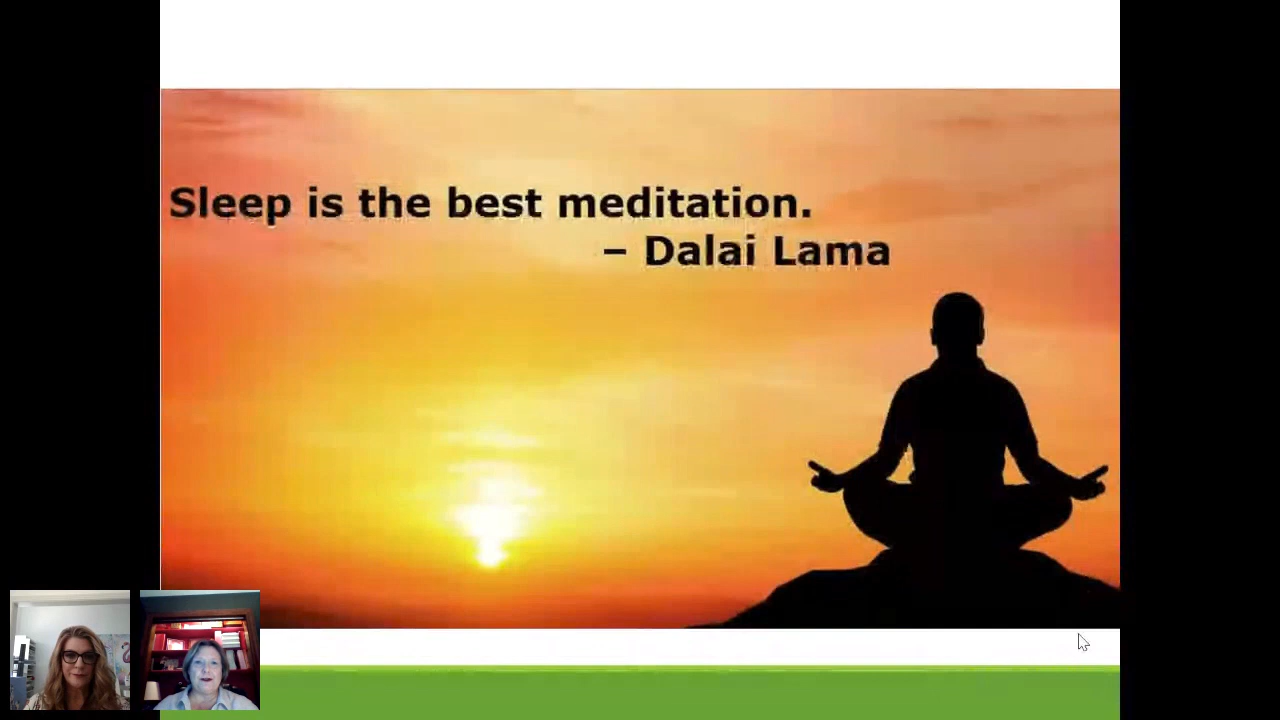 Sleep is the best meditation.
– Dalai Lama